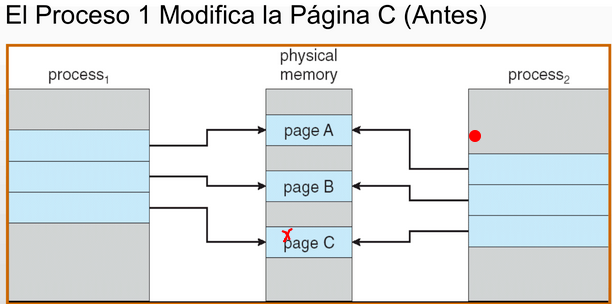 El Proceso 1 Modifica la Página C (Antes)
physical
memory
process₁
process₂
page A
page B
page C